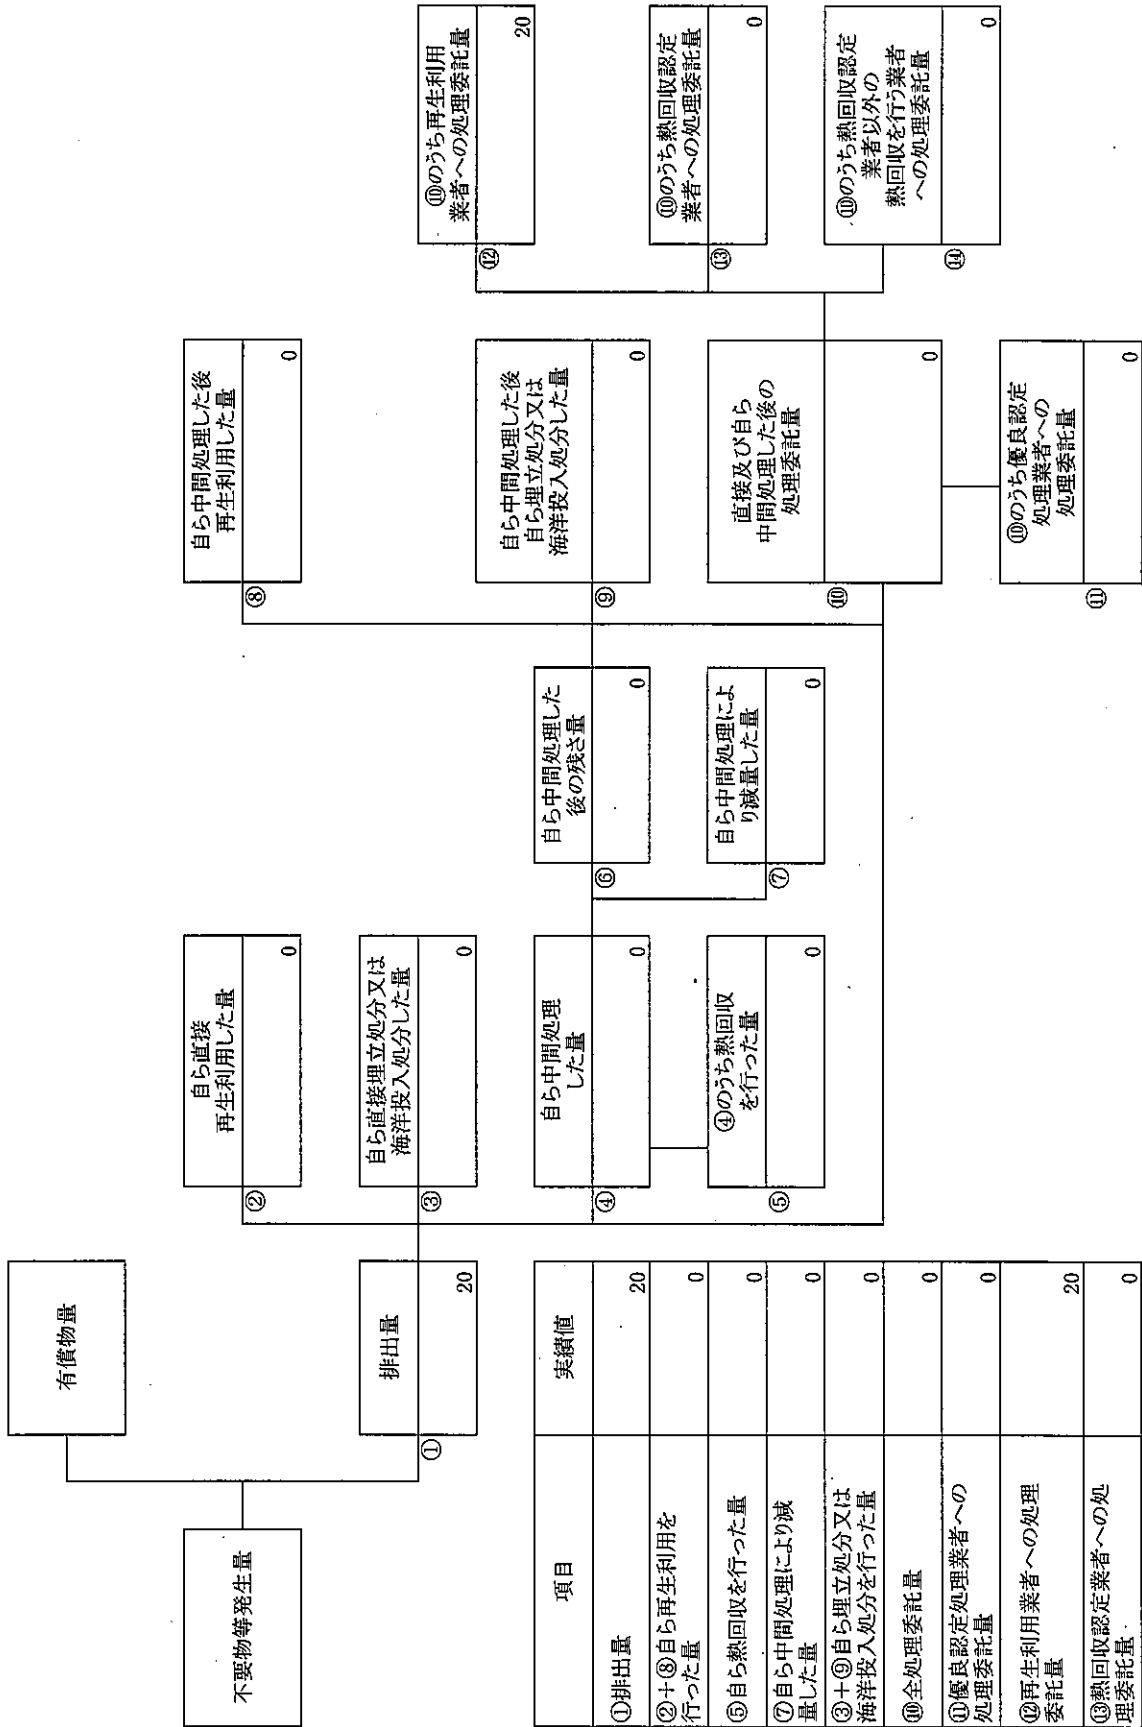 不要物等発生量
有償物量
①
排出量
20
②
自ら直接
再生利用した量
0
③
自ら直接埋立処分又は
海洋投入処分した量
0
④
自ら中間処理
した量
0
⑤
④のうち熱回収
を行った量
0
⑥
自ら中間処理した
後の残さ量
0
⑦
自ら中間処理によ
り減量した量
0
⑧
自ら中間処理した後
再生利用した量
0
⑨
自ら中間処理した後
自ら埋立処分又は
海洋投入処分した量
0
⑩
直接及び自ら
中間処理した後の
処理委託量
0
⑪
⑩のうち優良認定
処理業者への
処理委託量
0
⑫
⑩のうち再生利用
業者への処理委託量
20
⑬
⑩のうち熱回収認定
業者への処理委託量
0
⑭
⑩のうち熱回収認定
業者以外の
熱回収を行う業者
への処理委託量
0
項目 実績値
①排出量 20
②+⑧自ら再生利用を
行った量 0
⑤自ら熱回収を行った量 0
⑦自ら中間処理により減
量した量 0
③+⑨自ら埋立処分又は
海洋投入処分を行った量 0
⑩全処理委託量 0
⑪優良認定処理業者への
処理委託量 0
⑫再生利用業者への処理
委託量 20
⑬熱回収認定業者への処
理委託量 0